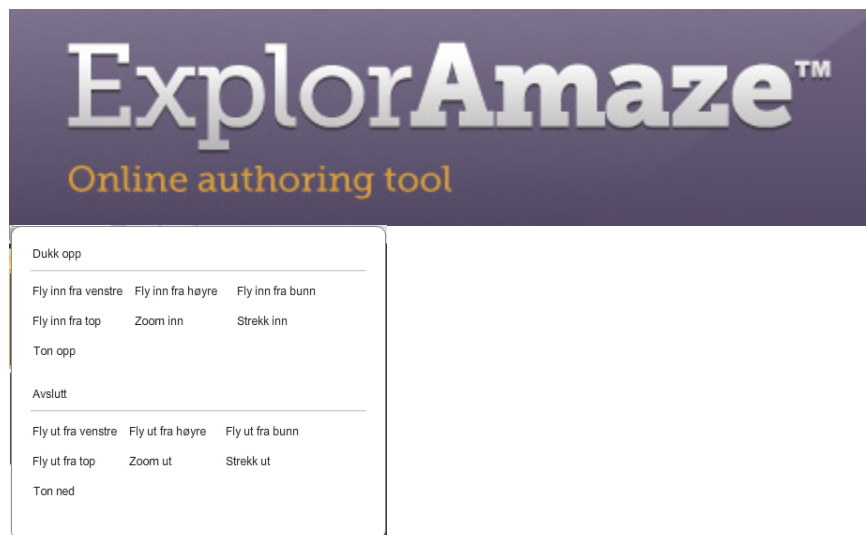 ExplorAmaze™
Online authoring tool
Dukk opp
Fly inn fra venstre Fly inn fra høyre Fly inn fra bunn
Fly inn fra top Zoom inn Strekk inn
Ton opp
Avslutt
Fly ut fra venstre Fly ut fra høyre Fly ut fra bunn
Fly ut fra top Zoom ut Strekk ut
Ton ned